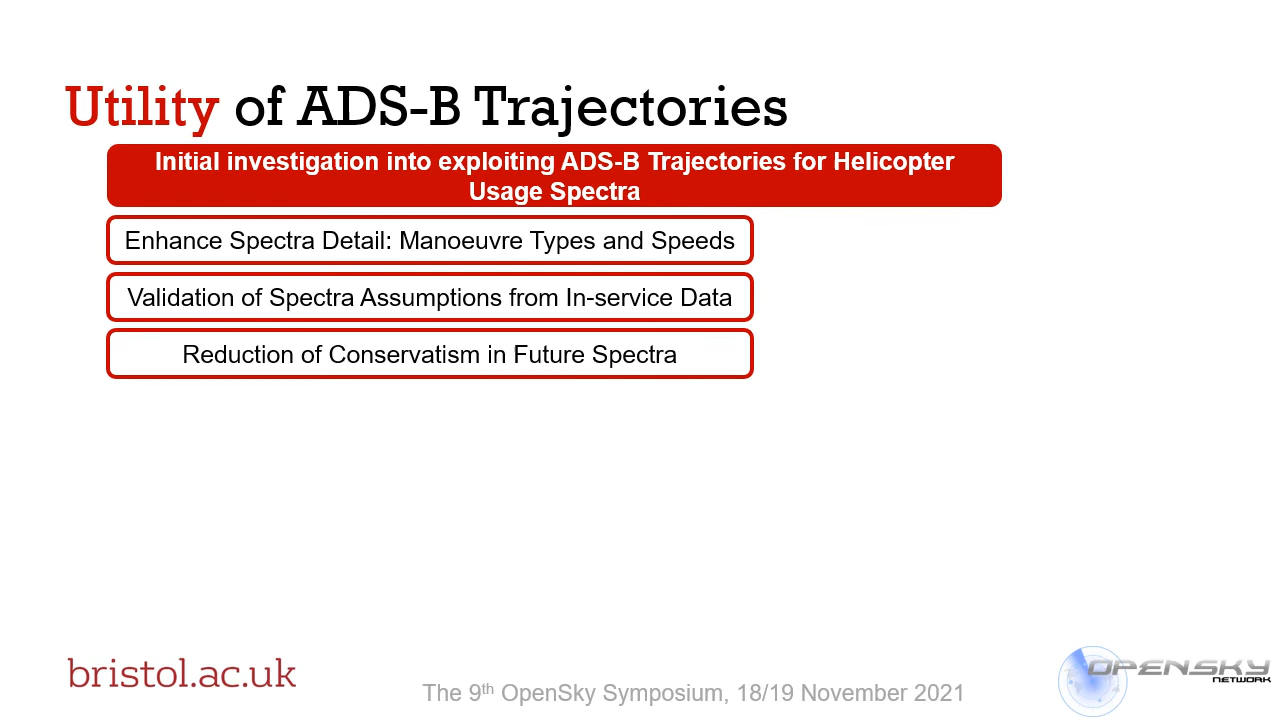 Utility of ADS-B Trajectories
Initial investigation into exploiting ADS-B Trajectories for Helicopter
Usage Spectra
Enhance Spectra Detail: Manoeuvre Types and Speeds
Validation of Spectra Assumptions from In-service Data
Reduction of Conservatism in Future Spectra
bristol.ac.uk
The 9th OpenSky Symposium, 18/19 November 2021
OPENSKY
NETWORK